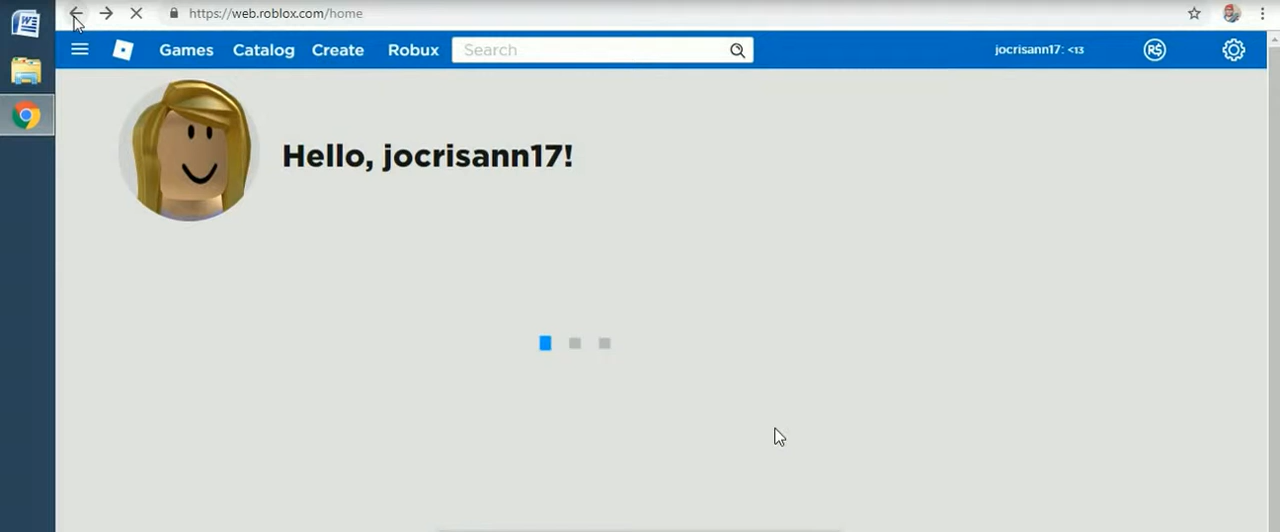 https://web.roblox.com/home
Games Catalog Create Robux Search jocrisann17: <13 R$
Hello, jocrisann17!
W